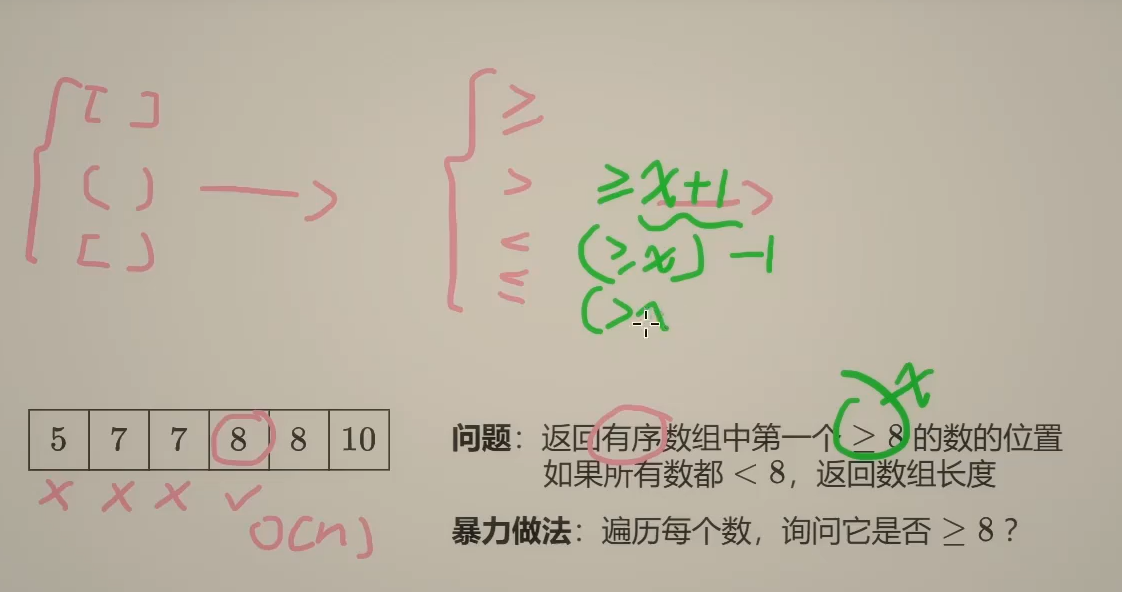 [ ]
( )
[ )
≥
>
<
≤
≥ x+1
(≥x) -1
(>x
5 7 7 8 8 10
× × × ✓
O(n)
x
问题：返回有序数组中第一个 ≥ 8 的数的位置
如果所有数都 < 8，返回数组长度
暴力做法：遍历每个数，询问它是否 ≥ 8？